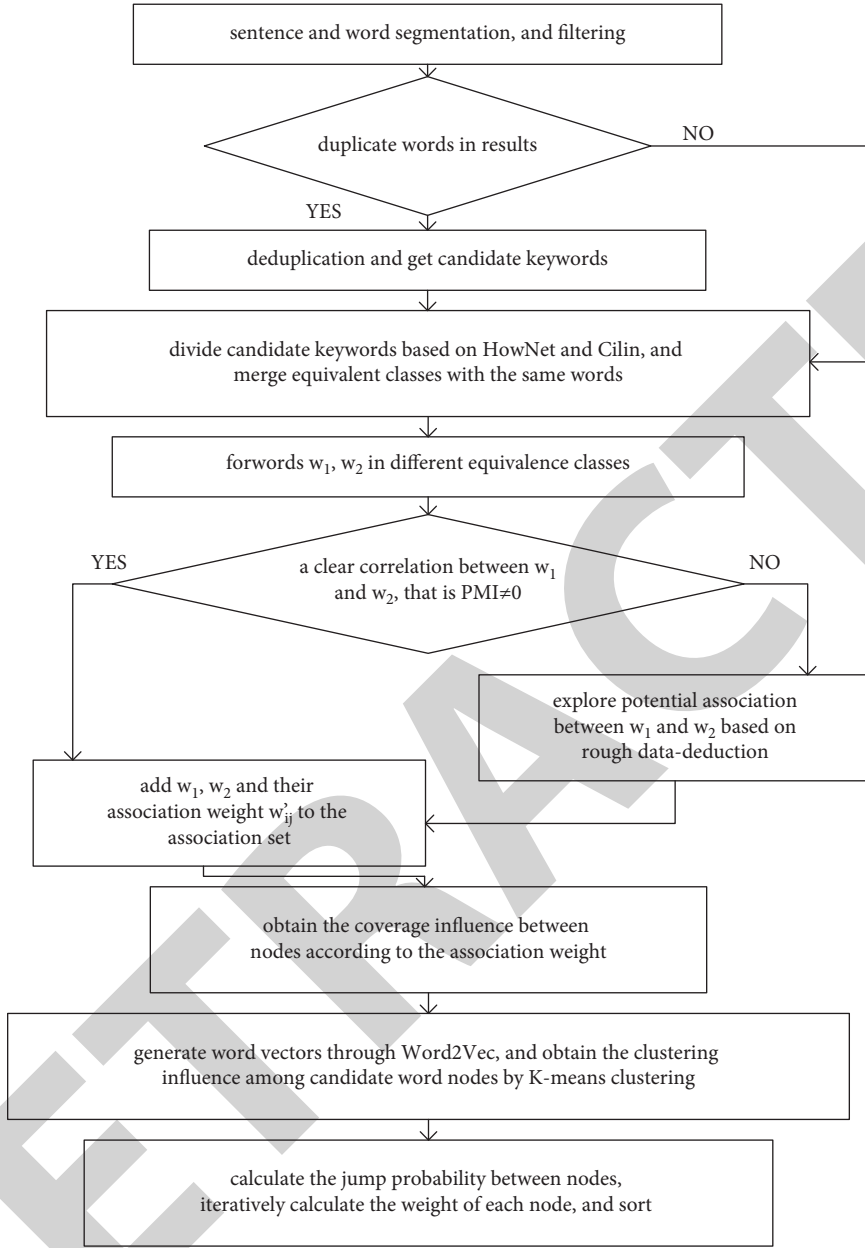 sentence and word segmentation, and filtering
duplicate words in results
NO
YES
deduplication and get candidate keywords
divide candidate keywords based on HowNet and Cilin, and
merge equivalent classes with the same words
forwords w₁, w₂ in different equivalence classes
YES
a clear correlation between w₁
and w₂, that is PMI≠0
NO
explore potential association
between w₁ and w₂ based on
rough data-deduction
add w₁, w₂ and their
association weight w'ᵢⱼ to the
association set
obtain the coverage influence between
nodes according to the association weight
generate word vectors through Word2Vec, and obtain the clustering
influence among candidate word nodes by K-means clustering
calculate the jump probability between nodes,
iteratively calculate the weight of each node, and sort
ETRACT